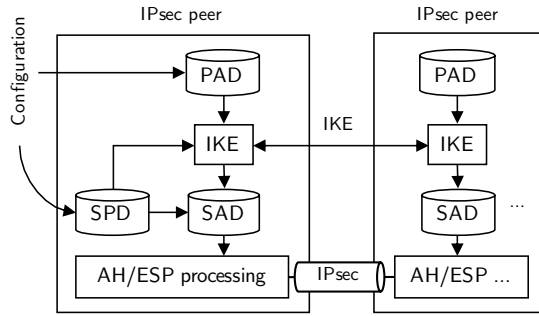 IPsec peer
IPsec peer
Configuration
PAD
PAD
IKE
IKE
IKE
SPD
SAD
SAD
...
AH/ESP processing
IPsec
AH/ESP ...